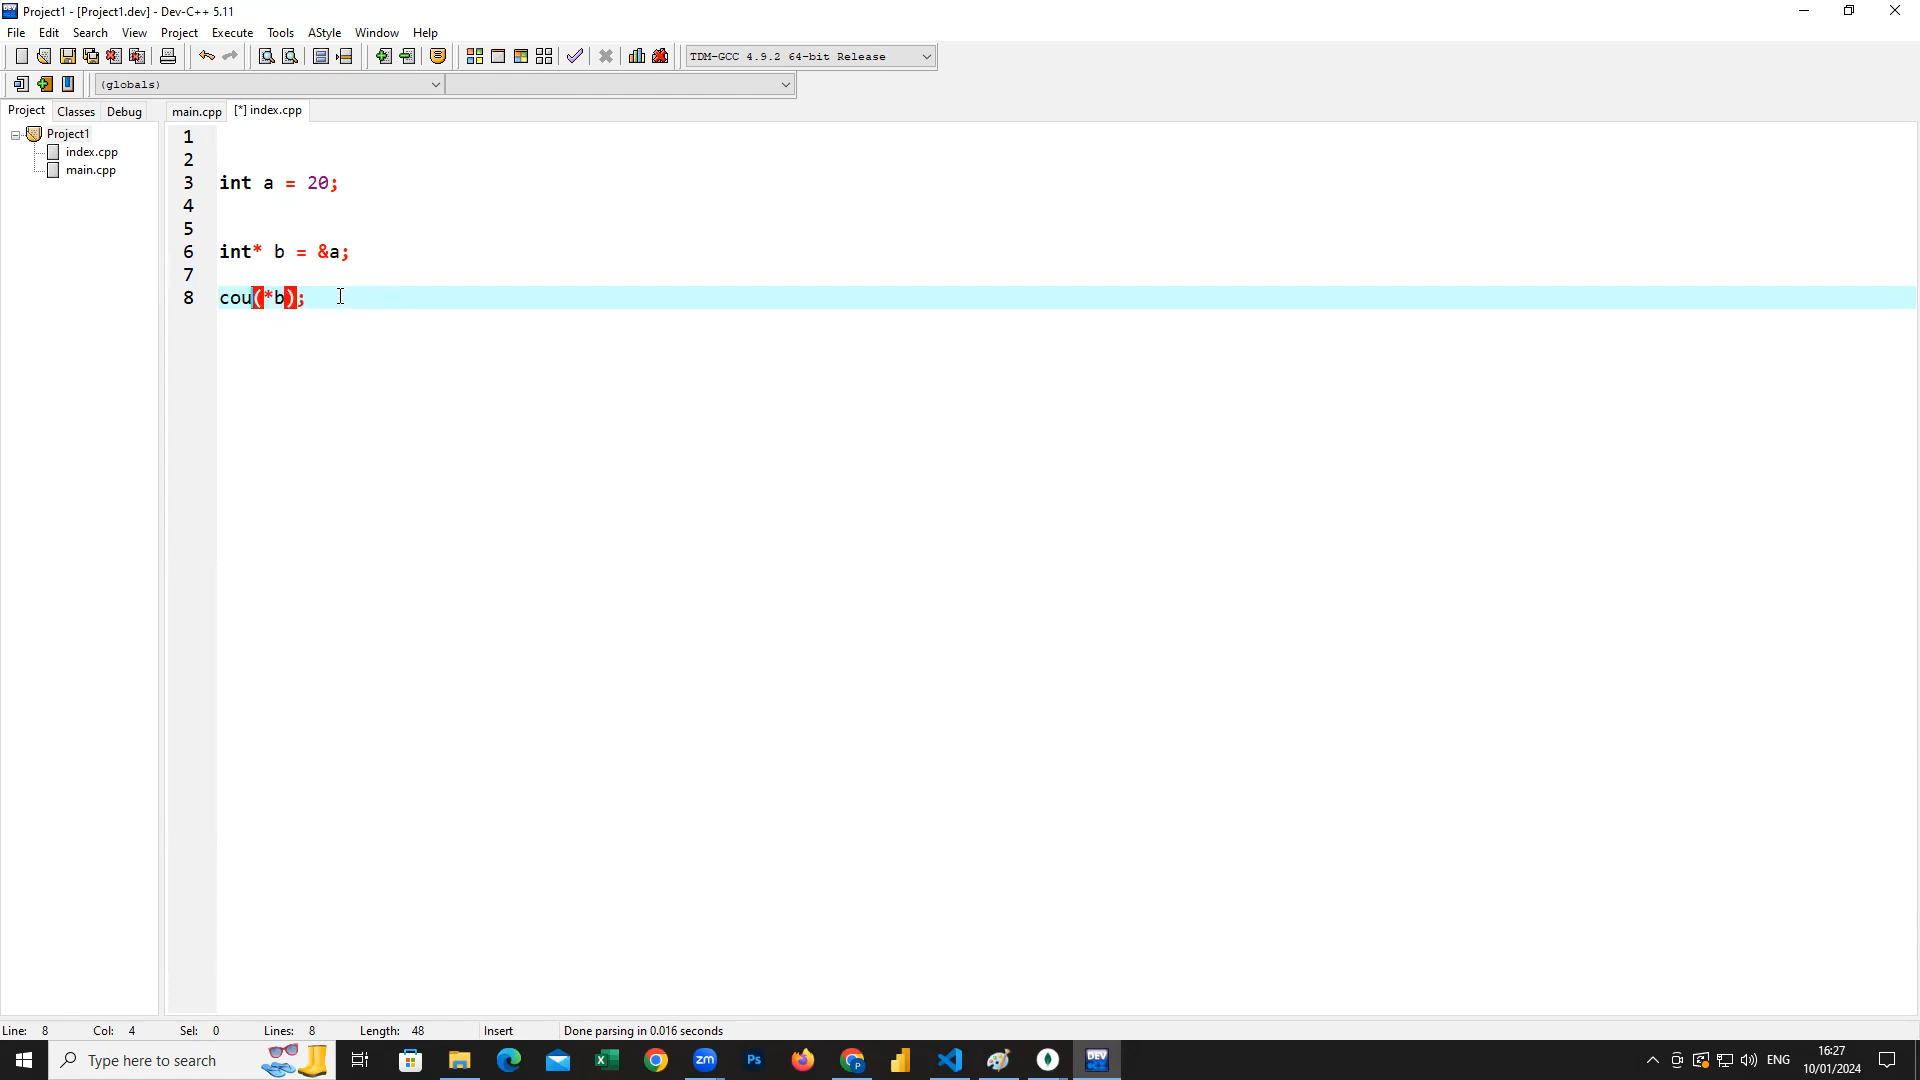 Project1 - [Project1.dev] - Dev-C++ 5.11
File Edit Search View Project Execute Tools AStyle Window Help
TDM-GCC 4.9.2 64-bit Release
(globals)
Project Classes Debug main.cpp [*] index.cpp
Project1
index.cpp
main.cpp
1
2
3 int a = 20;
4
5
6 int* b = &a;
7
8 cou(*b);
Line: 8 Col: 4 Sel: 0 Lines: 8 Length: 48 Insert Done parsing in 0.016 seconds
Type here to search
zm
Ps
DEV
ENG
16:27
10/01/2024